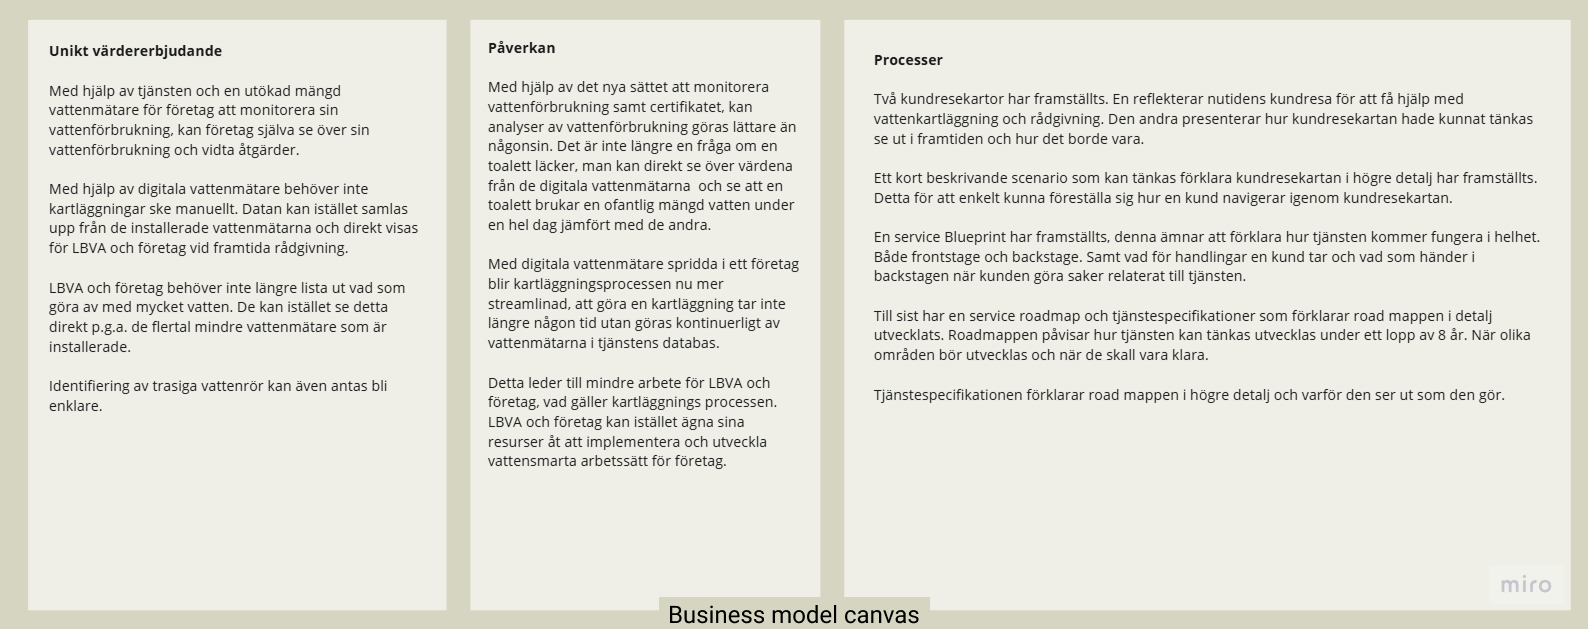 Unikt värdererbjudande
Med hjälp av tjänsten och en utökad mängd
vattenmätare för företag att monitorera sin
vattenförbrukning, kan företag själva se över sin
vattenförbrukning och vidta åtgärder.
Med hjälp av digitala vattenmätare behöver inte
kartläggningar ske manuellt. Datan kan istället samlas
upp från de installerade vattenmätarna och direkt visas
för LBVA och företag vid framtida rådgivning.
LBVA och företag behöver inte längre lista ut vad som
göra av med mycket vatten. De kan istället se detta
direkt p.g.a. de flertal mindre vattenmätare som är
installerade.
Identifiering av trasiga vattenrör kan även antas bli
enklare.
Påverkan
Med hjälp av det nya sättet att monitorera
vattenförbrukning samt certifikatet, kan
analyser av vattenförbrukning göras lättare än
någonsin. Det är inte längre en fråga om en
toalett läcker, man kan direkt se över värdena
från de digitala vattenmätarna och se att en
toalett brukar en ofantlig mängd vatten under
en hel dag jämfört med de andra.
Med digitala vattenmätare spridda i ett företag
blir kartläggningsprocessen nu mer
streamlinad, att göra en kartläggning tar inte
längre någon tid utan göras kontinuerligt av
vattenmätarna i tjänstens databas.
Detta leder till mindre arbete för LBVA och
företag, vad gäller kartläggnings processen.
LBVA och företag kan istället ägna sina
resurser åt att implementera och utveckla
vattensmarta arbetssätt för företag.
Processer
Två kundresekartor har framställts. En reflekterar nutidens kundresa för att få hjälp med
vattenkartläggning och rådgivning. Den andra presenterar hur kundresekartan hade kunnat tänkas
se ut i framtiden och hur det borde vara.
Ett kort beskrivande scenario som kan tänkas förklara kundresekartan i högre detalj har framställts.
Detta för att enkelt kunna föreställa sig hur en kund navigerar igenom kundresekartan.
En service Blueprint har framställts, denna ämnar att förklara hur tjänsten kommer fungera i helhet.
Både frontstage och backstage. Samt vad för handlingar en kund tar och vad som händer i
backstagen när kunden göra saker relaterat till tjänsten.
Till sist har en service roadmap och tjänstespecifikationer som förklarar road mappen i detalj
utvecklats. Roadmappen påvisar hur tjänsten kan tänkas utvecklas under ett lopp av 8 år. När olika
områden bör utvecklas och när de skall vara klara.
Tjänstespecifikationen förklarar road mappen i högre detalj och varför den ser ut som den gör.
miro
Business model canvas